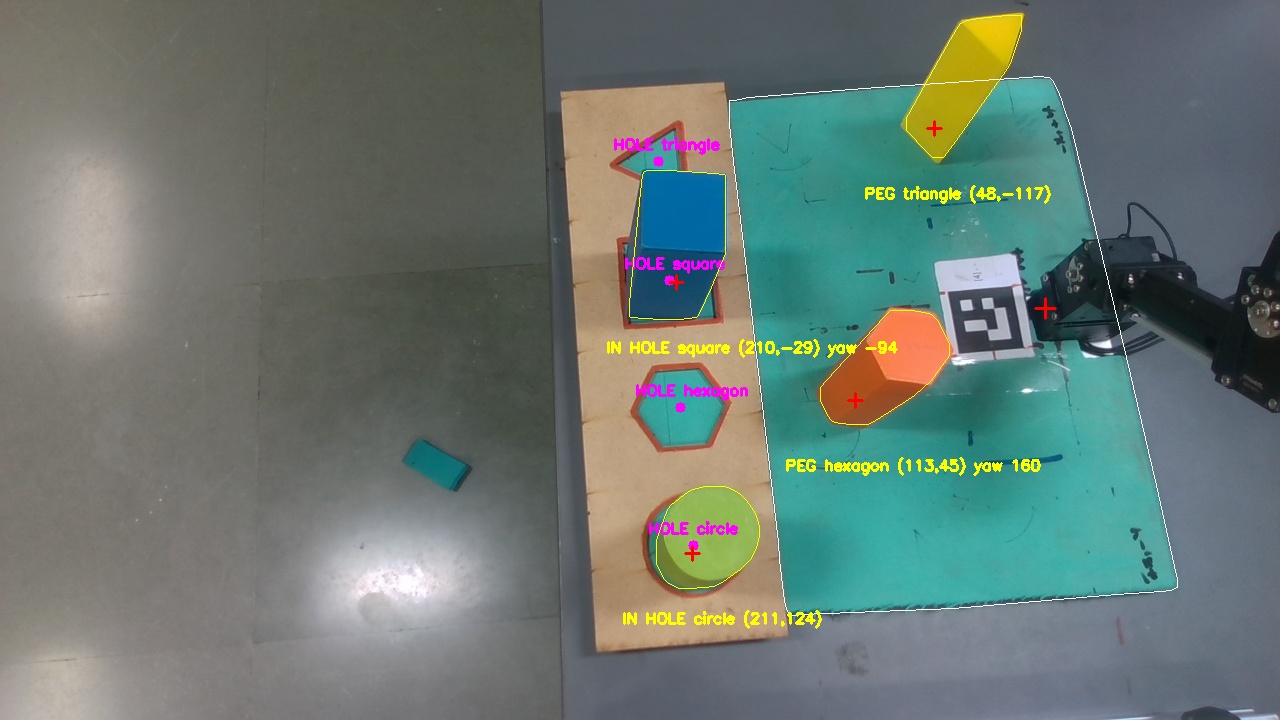 HOLE triangle
PEG triangle (48,-117)
HOLE square
IN HOLE square (210,-29) yaw -94
HOLE hexagon
PEG hexagon (113,45) yaw 160
HOLE circle
IN HOLE circle (211,124)